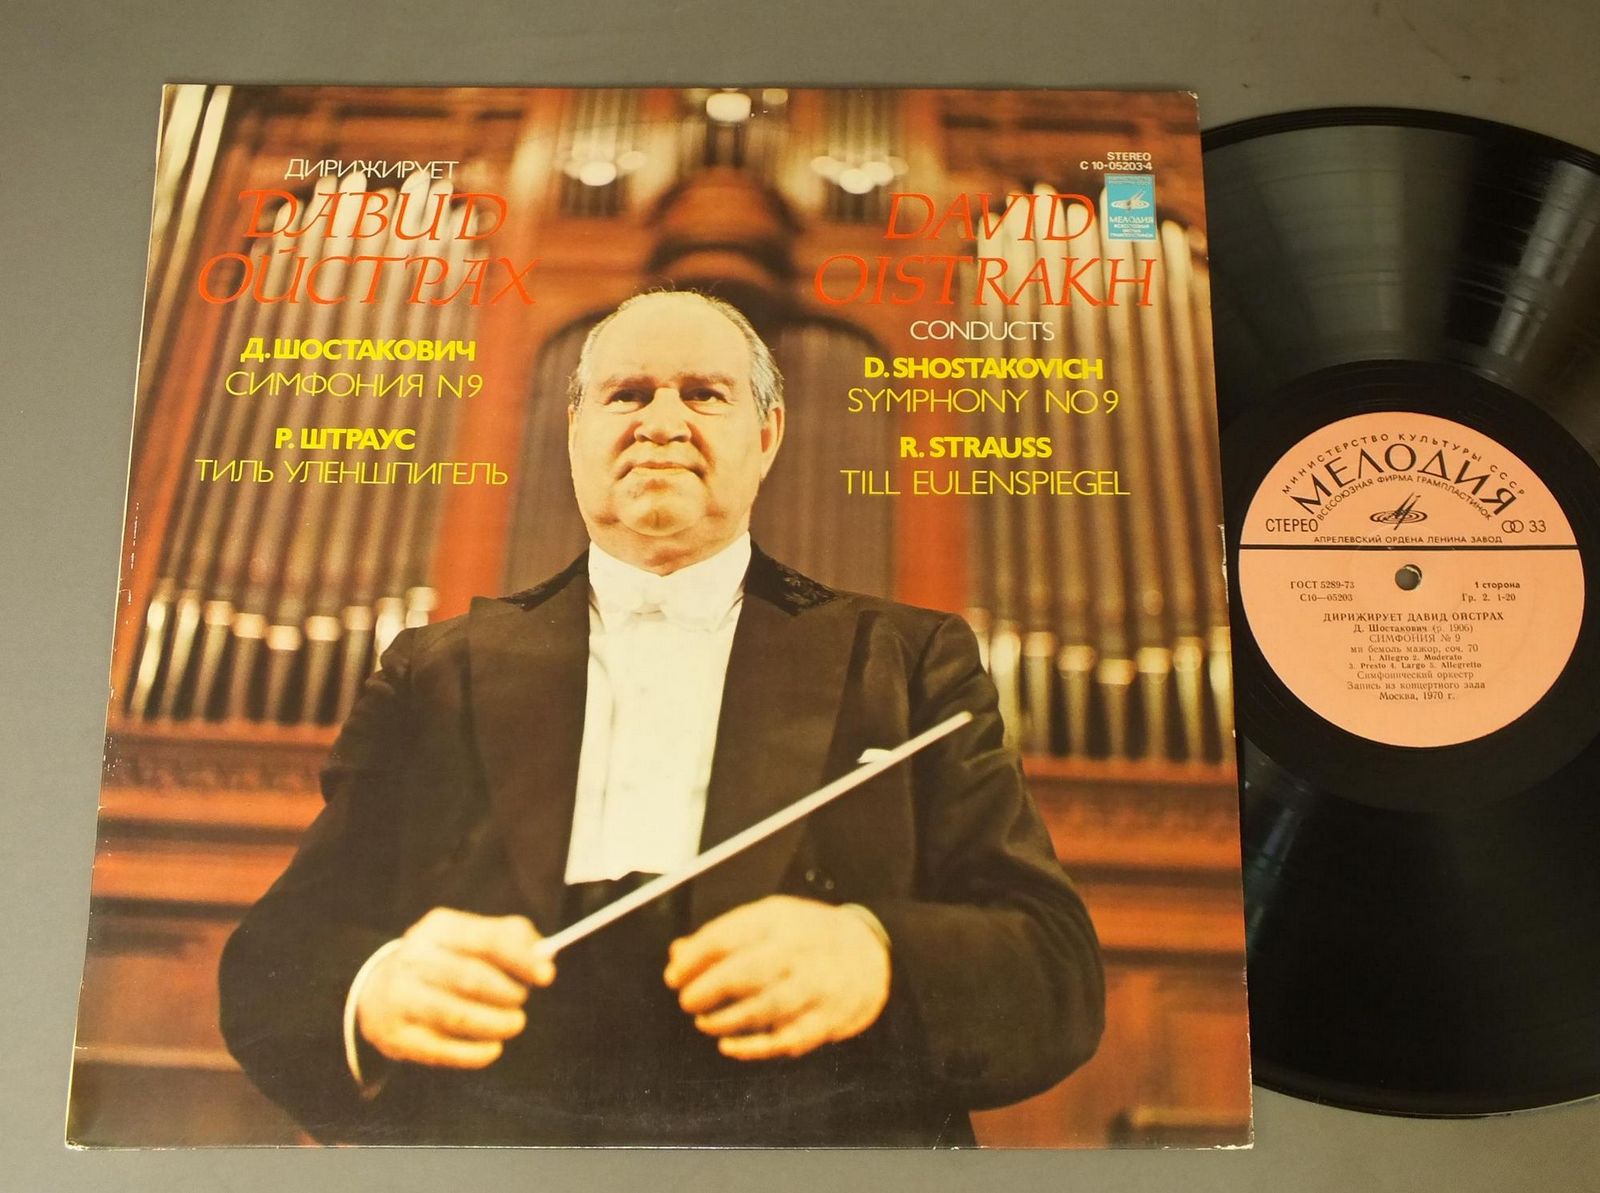 ДИРИЖИРУЕТ
ДАВИД
ОЙСТРАХ
Д. ШОСТАКОВИЧ
СИМФОНИЯ N9
Р. ШТРАУС
ТИЛЬ УЛЕНШПИГЕЛЬ
STEREO
C 10-05203-4
МЕЛОДИЯ
DAVID
OISTRAKH
CONDUCTS
D. SHOSTAKOVICH
SYMPHONY NO 9
R. STRAUSS
TILL EULENSPIEGEL
МИНИСТЕРСТВО КУЛЬТУРЫ СССР
МЕЛОДИЯ
ВСЕСОЮЗНАЯ ФИРМА ГРАМПЛАСТИНОК
СТЕРЕО
33
АПРЕЛЕВСКИЙ ОРДЕНА ЛЕНИНА ЗАВОД
ГОСТ 5289-73
1 сторона
С10—05203
Гр. 2. 1-20
ДИРИЖИРУЕТ ДАВИД ОЙСТРАХ
Д. Шостакович (р. 1906)
СИМФОНИЯ № 9
ми бемоль мажор, соч. 70
1. Allegro 2. Moderato
3. Presto 4. Largo 5. Allegretto
Симфонический оркестр
Запись из концертного зала
Москва, 1970 г.